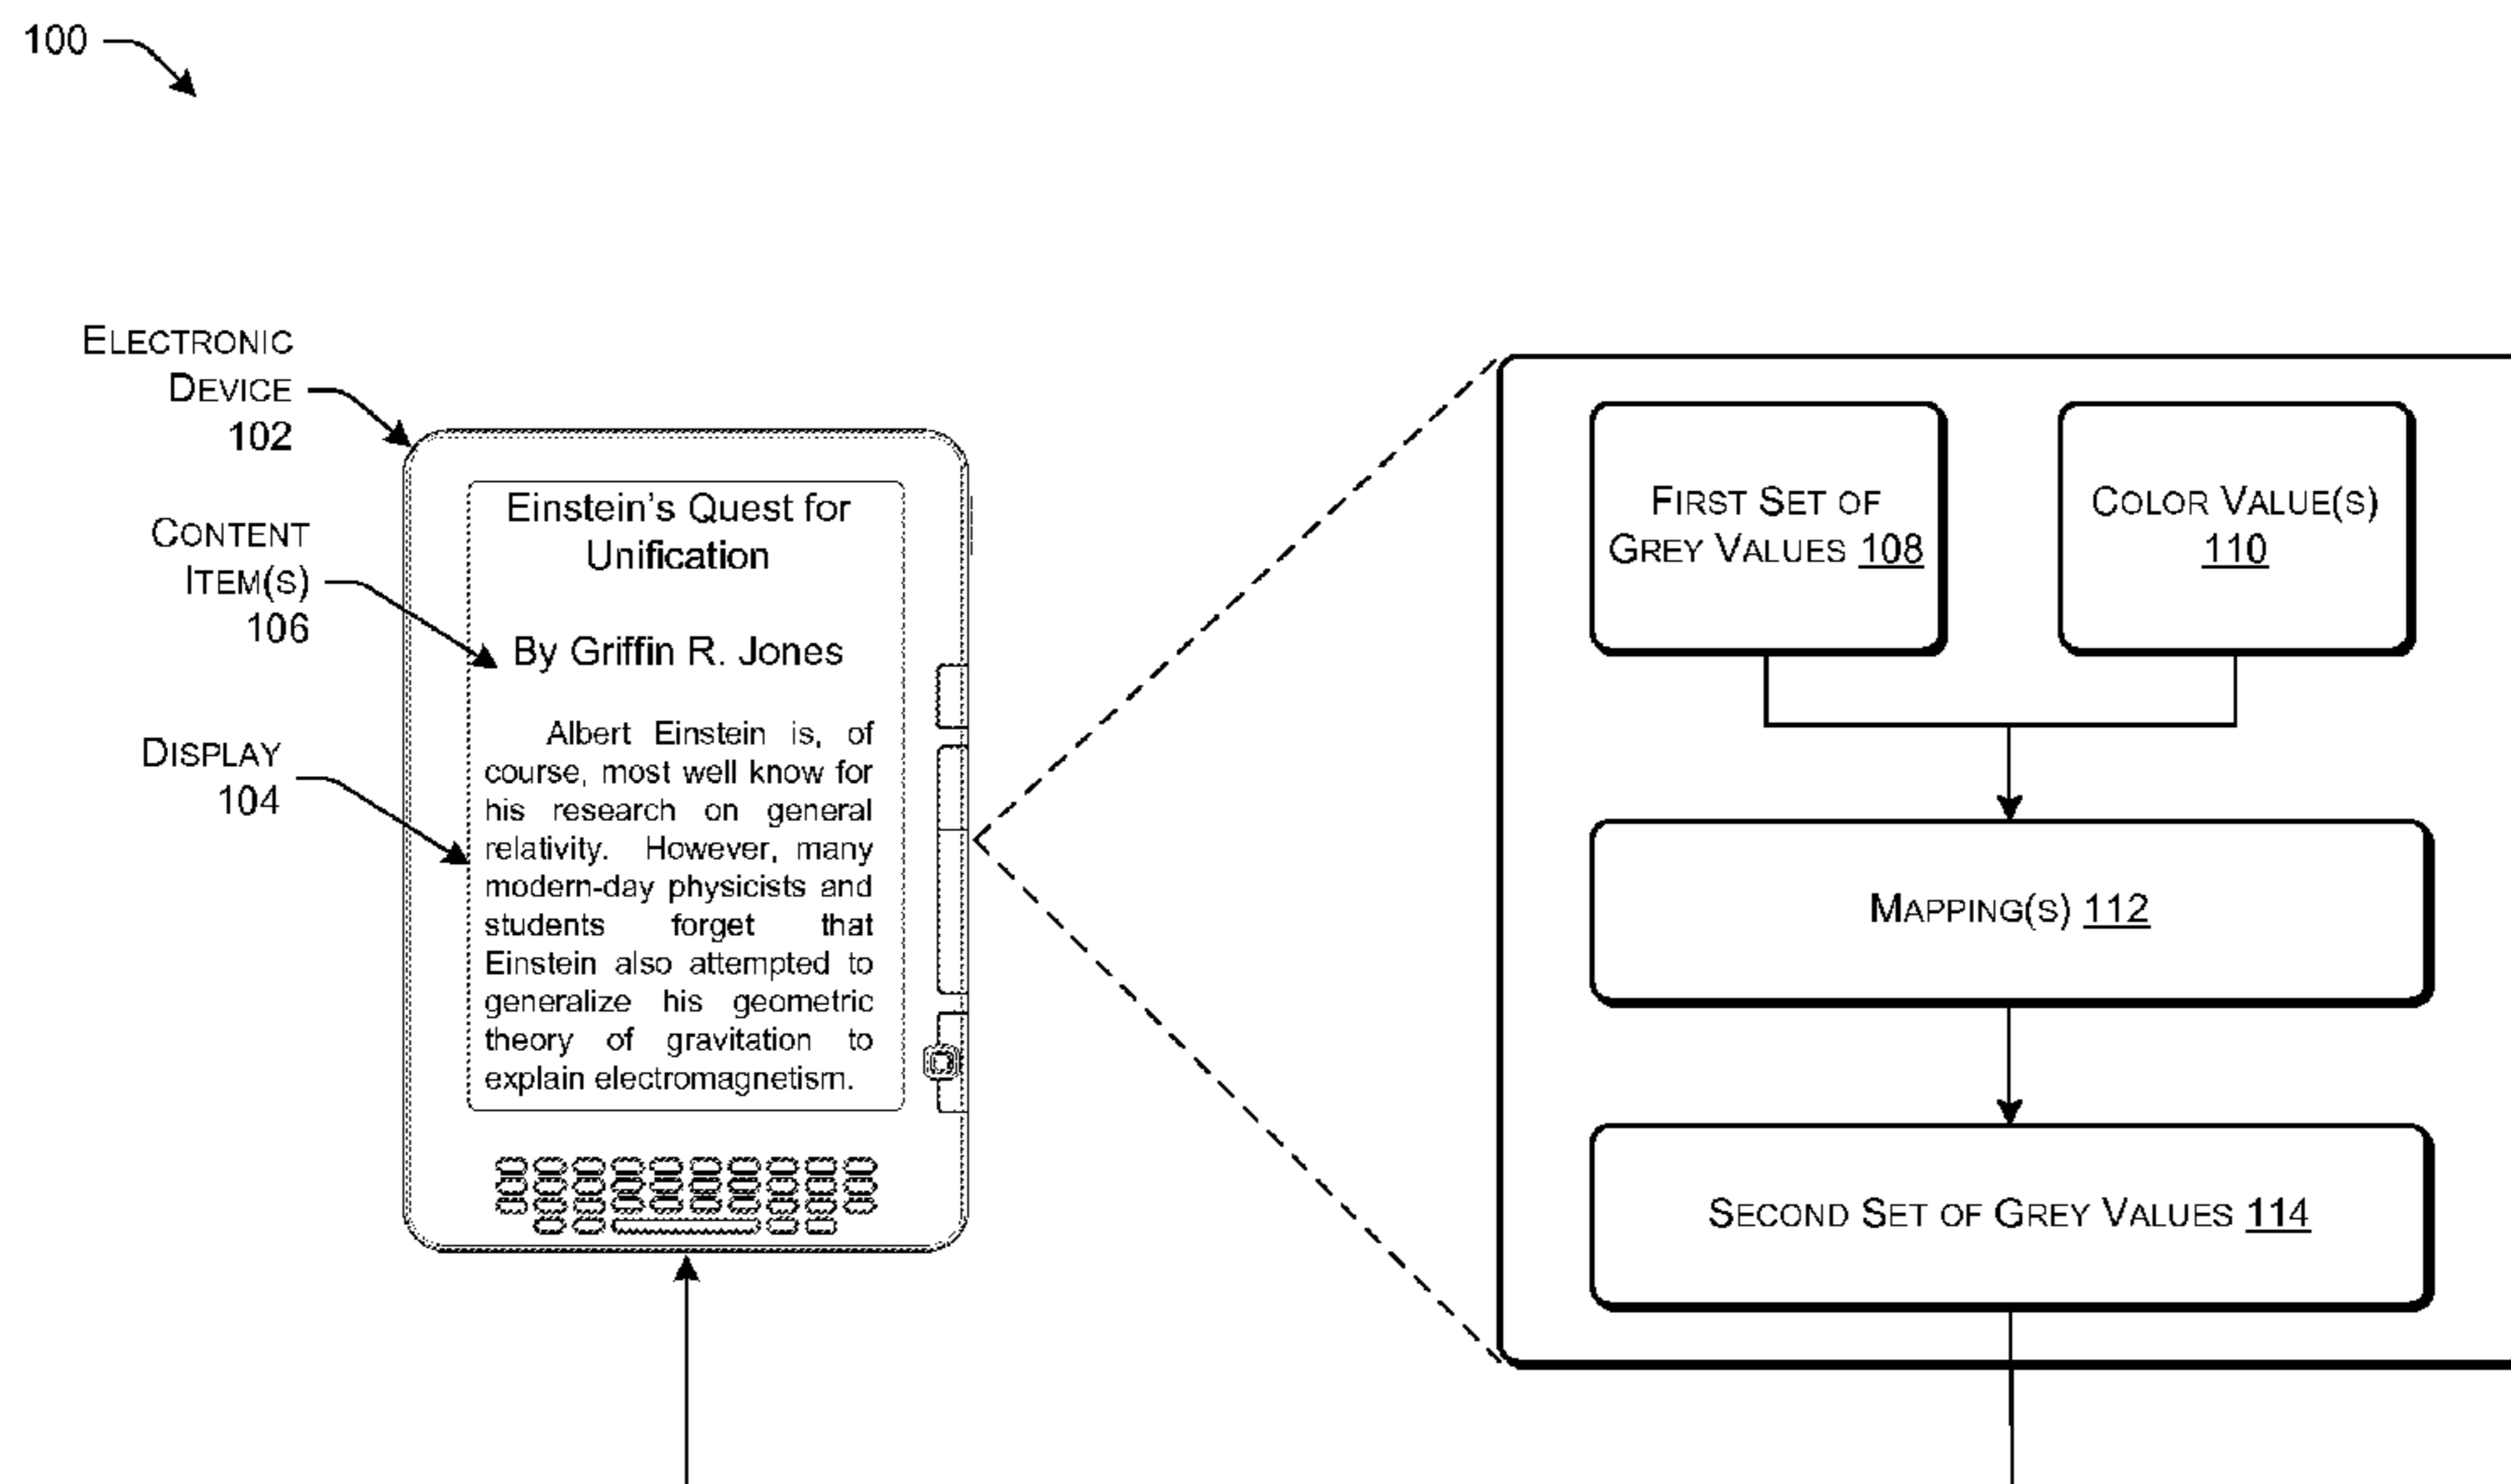 100
ELECTRONIC
DEVICE
102
CONTENT
ITEM(S)
106
DISPLAY
104
Einstein's Quest for
Unification
By Griffin R. Jones
Albert Einstein is, of
course, most well know for
his research on general
relativity. However, many
modern-day physicists and
students forget that
Einstein also attempted to
generalize his geometric
theory of gravitation to
explain electromagnetism.
FIRST SET OF
GREY VALUES 108
COLOR VALUE(S)
110
MAPPING(S) 112
SECOND SET OF GREY VALUES 114